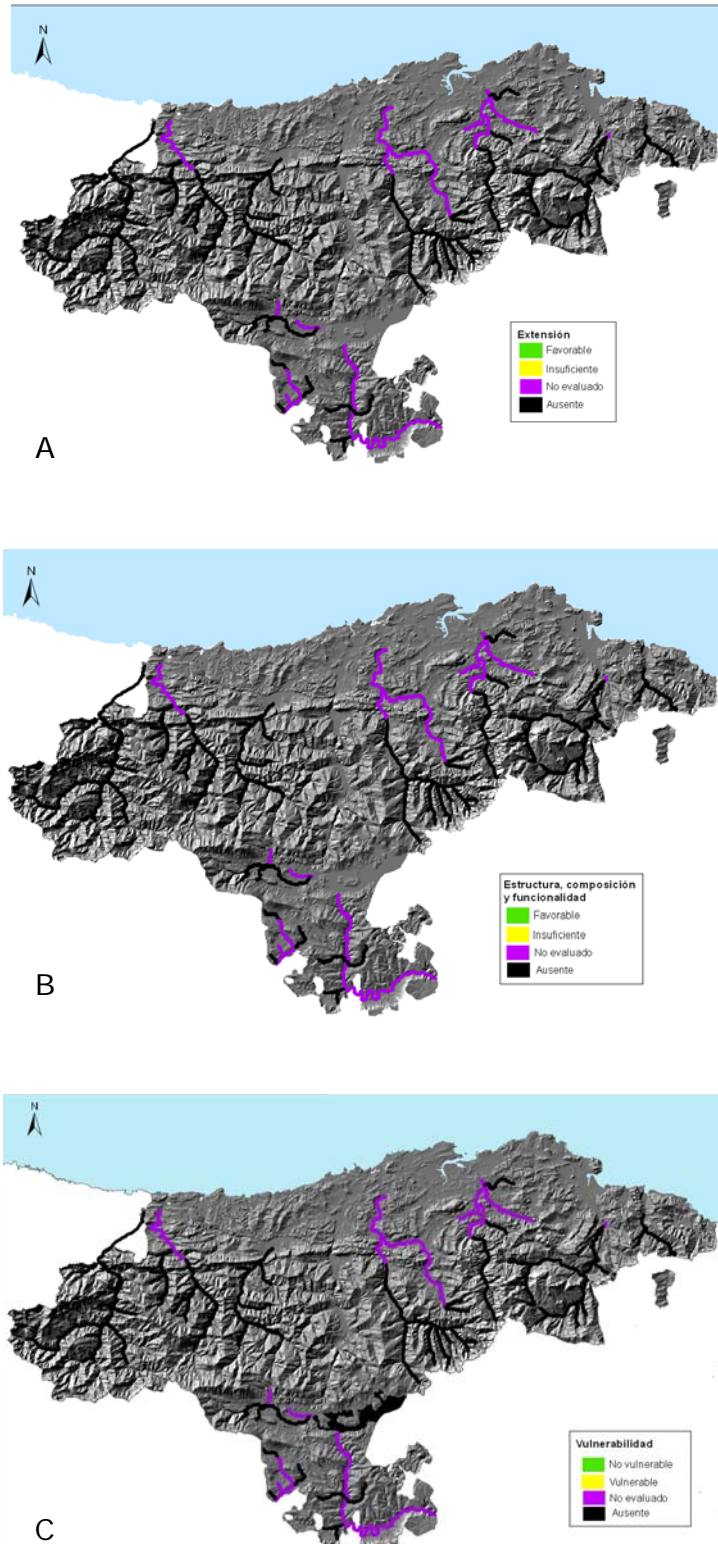 N
Extensión
Favorable
Insuficiente
No evaluado
Ausente
A
N
Estructura, composición
y funcionalidad
Favorable
Insuficiente
No evaluado
Ausente
B
N
Vulnerabilidad
No vulnerable
Vulnerable
No evaluado
Ausente
C